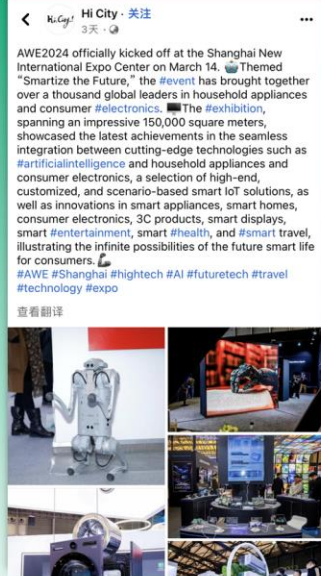 Hi City!
Hi City · 关注
3天 ·
AWE2024 officially kicked off at the Shanghai New
International Expo Center on March 14. 🤖Themed
“Smartize the Future,” the #event has brought together
over a thousand global leaders in household appliances
and consumer #electronics. 🖥️The #exhibition,
spanning an impressive 150,000 square meters,
showcased the latest achievements in the seamless
integration between cutting-edge technologies such as
#artificialintelligence and household appliances and
consumer electronics, a selection of high-end,
customized, and scenario-based smart IoT solutions, as
well as innovations in smart appliances, smart homes,
consumer electronics, 3C products, smart displays,
smart #entertainment, smart #health, and #smart travel,
illustrating the infinite possibilities of the future smart life
for consumers.🦾
#AWE #Shanghai #hightech #AI #futuretech #travel
#technology #expo
查看翻译